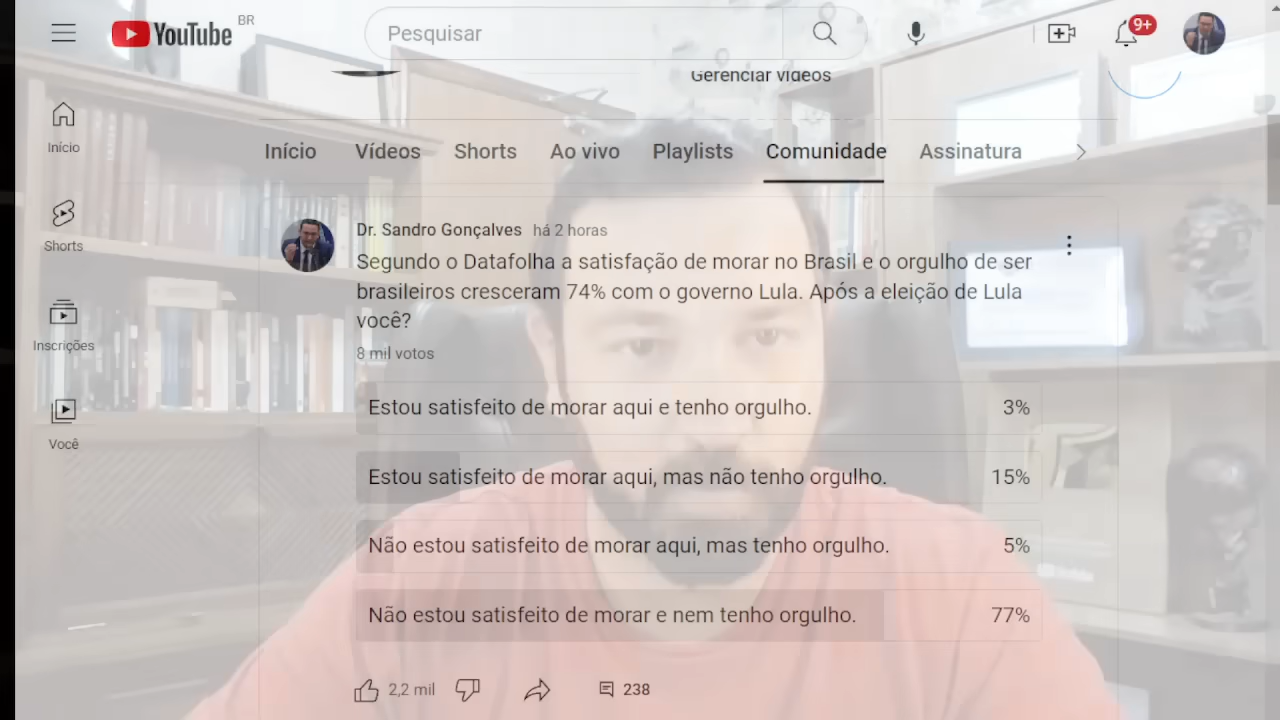 YouTube
BR
Pesquisar
9+
Gerenciar vídeos
Início
Vídeos
Shorts
Ao vivo
Playlists
Comunidade
Assinatura
Início
Shorts
Inscrições
Você
Dr. Sandro Gonçalves há 2 horas
Segundo o Datafolha a satisfação de morar no Brasil e o orgulho de ser
brasileiros cresceram 74% com o governo Lula. Após a eleição de Lula
você?
8 mil votos
Estou satisfeito de morar aqui e tenho orgulho. 3%
Estou satisfeito de morar aqui, mas não tenho orgulho. 15%
Não estou satisfeito de morar aqui, mas tenho orgulho. 5%
Não estou satisfeito de morar e nem tenho orgulho. 77%
2,2 mil
238